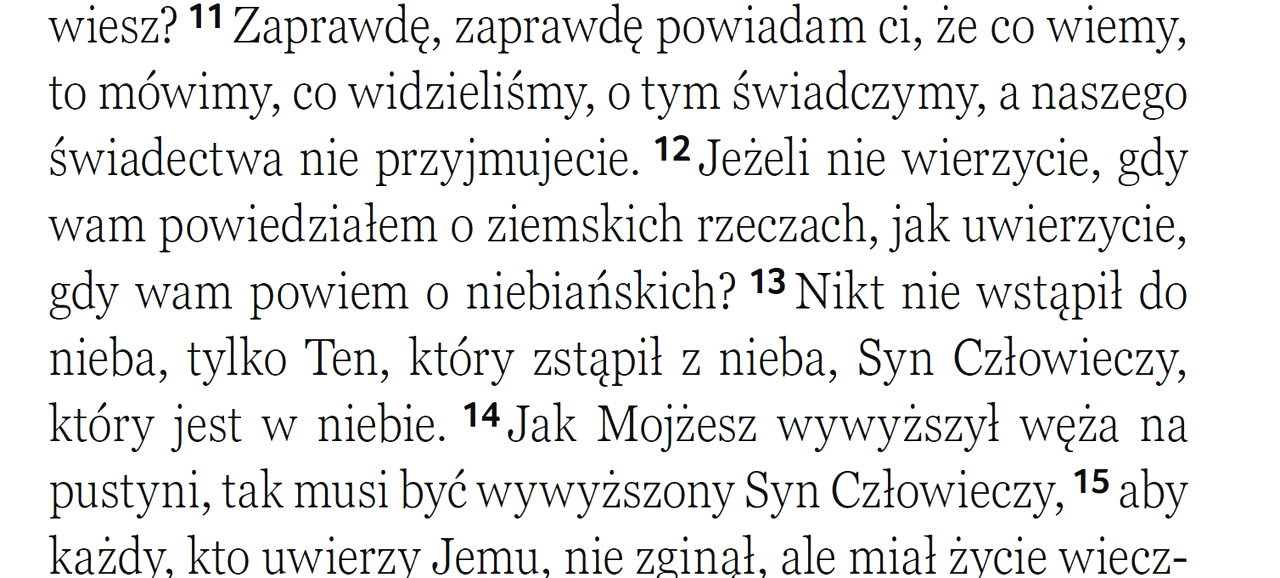 wiesz? 11 Zaprawdę, zaprawdę powiadam ci, że co wiemy,
to mówimy, co widzieliśmy, o tym świadczymy, a naszego
świadectwa nie przyjmujecie. 12 Jeżeli nie wierzycie, gdy
wam powiedziałem o ziemskich rzeczach, jak uwierzycie,
gdy wam powiem o niebiańskich? 13 Nikt nie wstąpił do
nieba, tylko Ten, który zstąpił z nieba, Syn Człowieczy,
który jest w niebie. 14 Jak Mojżesz wywyższył węża na
pustyni, tak musi być wywyższony Syn Człowieczy, 15 aby
każdy, kto uwierzy Jemu, nie zginął, ale miał życie wiecz-